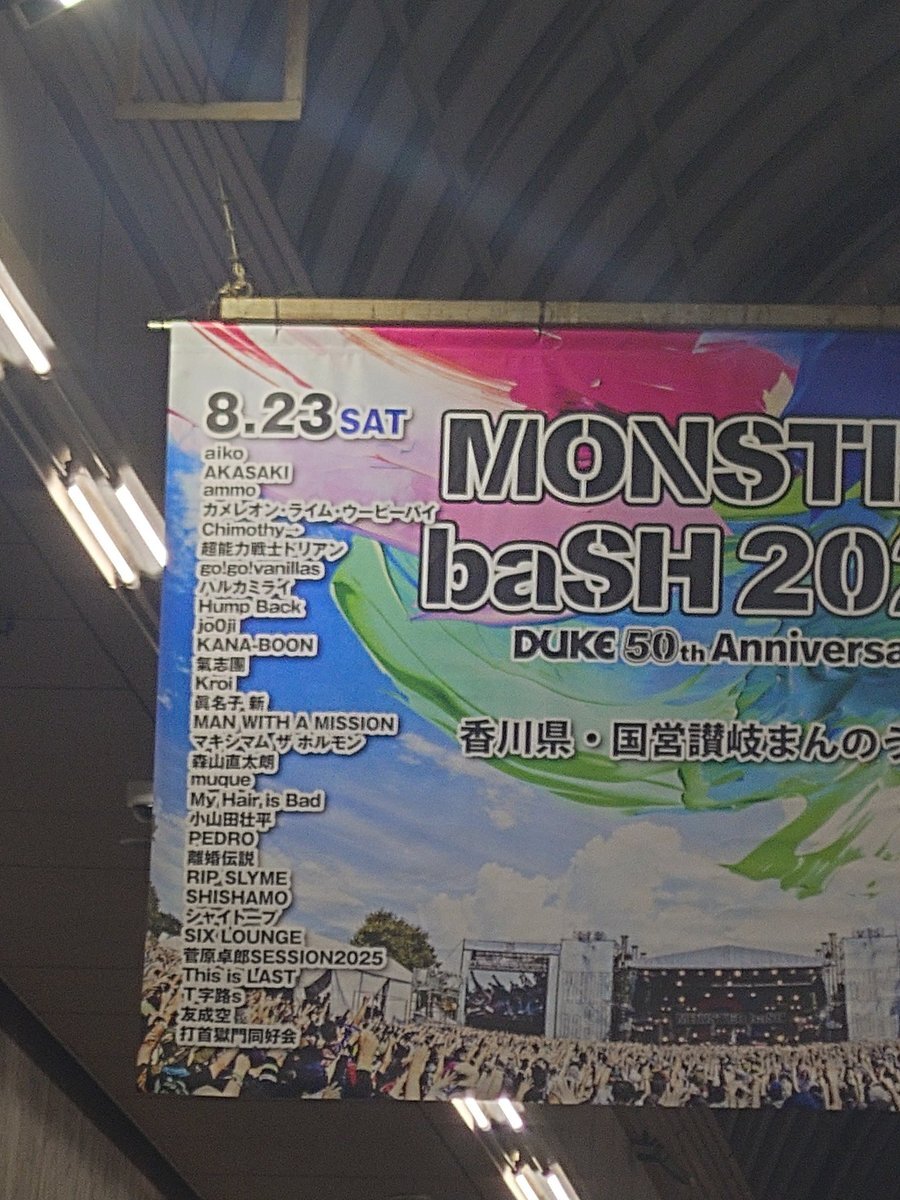 8.23 SAT
aiko
AKASAKI
ammo
カメレオン・ライム・ウーピーパイ
Chimothy→
超能力戦士ドリアン
go!go!vanillas
ハルカミライ
Hump Back
jo0ji
KANA-BOON
氣志團
Kroi
眞名子 新
MAN WITH A MISSION
マキシマム ザ ホルモン
森山直太朗
muque
My Hair is Bad
小山田壮平
PEDRO
離婚伝説
RIP SLYME
SHISHAMO
シャイトープ
SIX LOUNGE
菅原卓郎SESSION2025
This is LAST
T字路s
友成空
打首獄門同好会
MONST
baSH 202
DUKE 50th Anniversa
香川県・国営讃岐まんのう